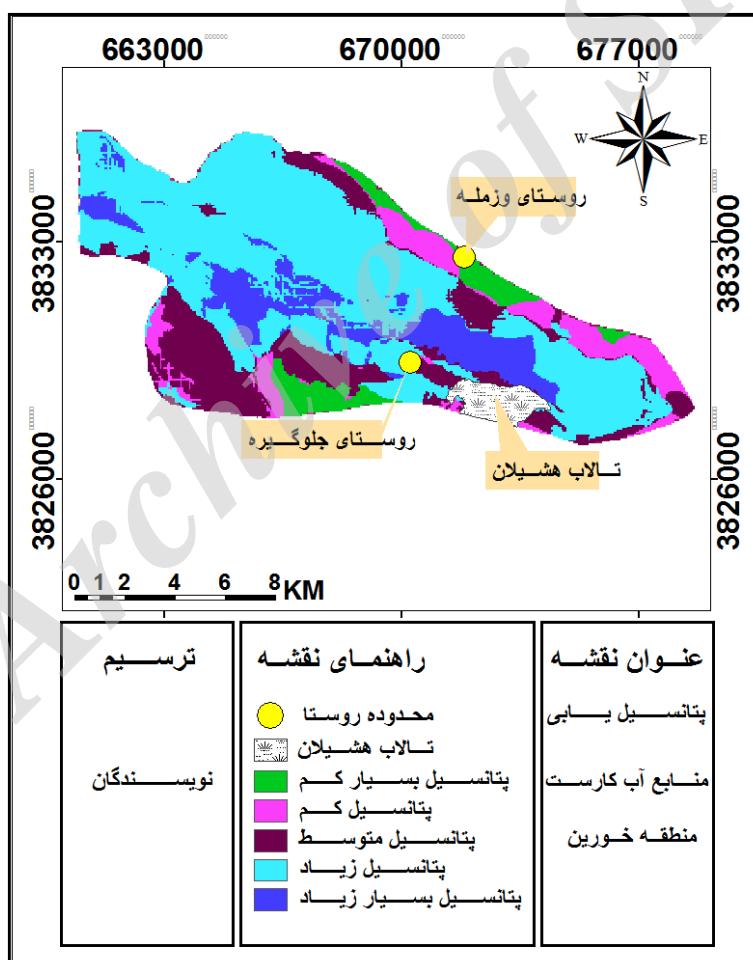 663000 670000 677000
N
W E
S
روستای وزمله
3833000 3833000
روستای جلوگیره
تالاب هشیلان
3826000 3826000
0 1 2 4 6 8 KM
عنوان نقشه
پتانسیل یابی
منابع آب کارست
منطقه خورین
راهنمای نقشه
محدوده روستا
تالاب هشیلان
پتانسیل بسیار کم
پتانسیل کم
پتانسیل متوسط
پتانسیل زیاد
پتانسیل بسیار زیاد
ترسیم
نویسندگان
Archive of S